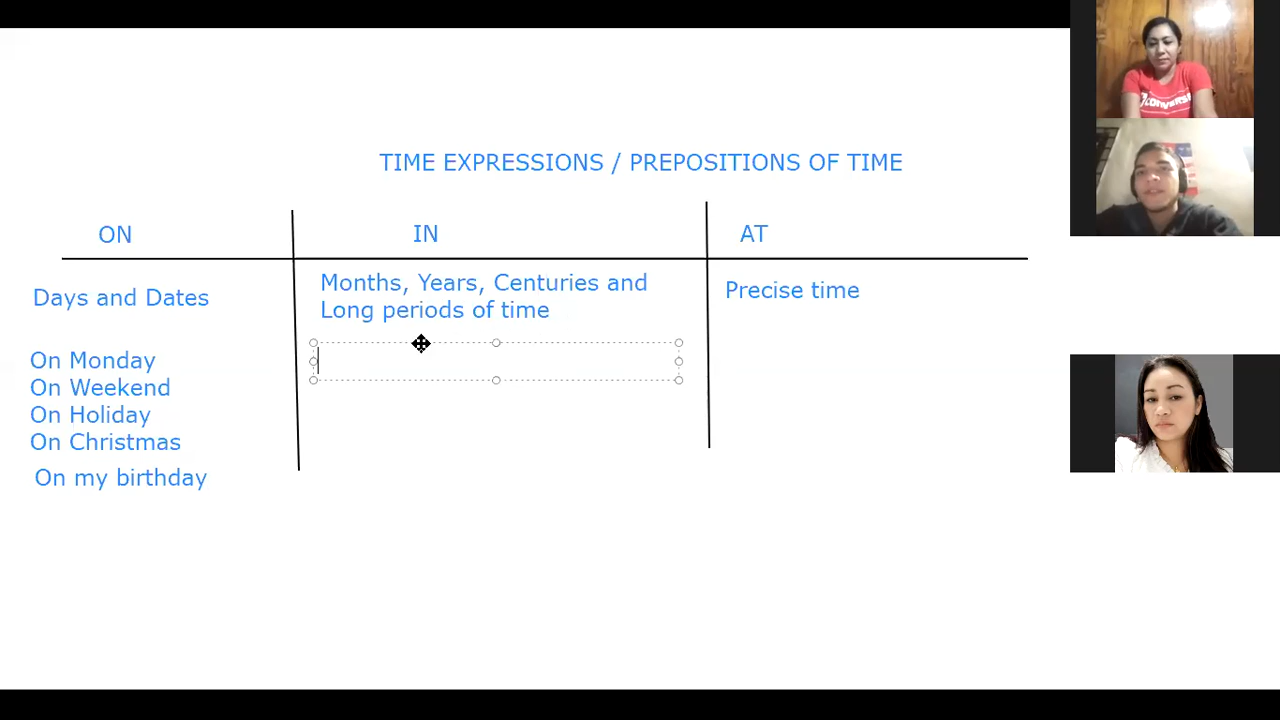 TIME EXPRESSIONS / PREPOSITIONS OF TIME
ON
IN
AT
Days and Dates
Months, Years, Centuries and
Long periods of time
Precise time
On Monday
On Weekend
On Holiday
On Christmas
On my birthday
CONVERSE